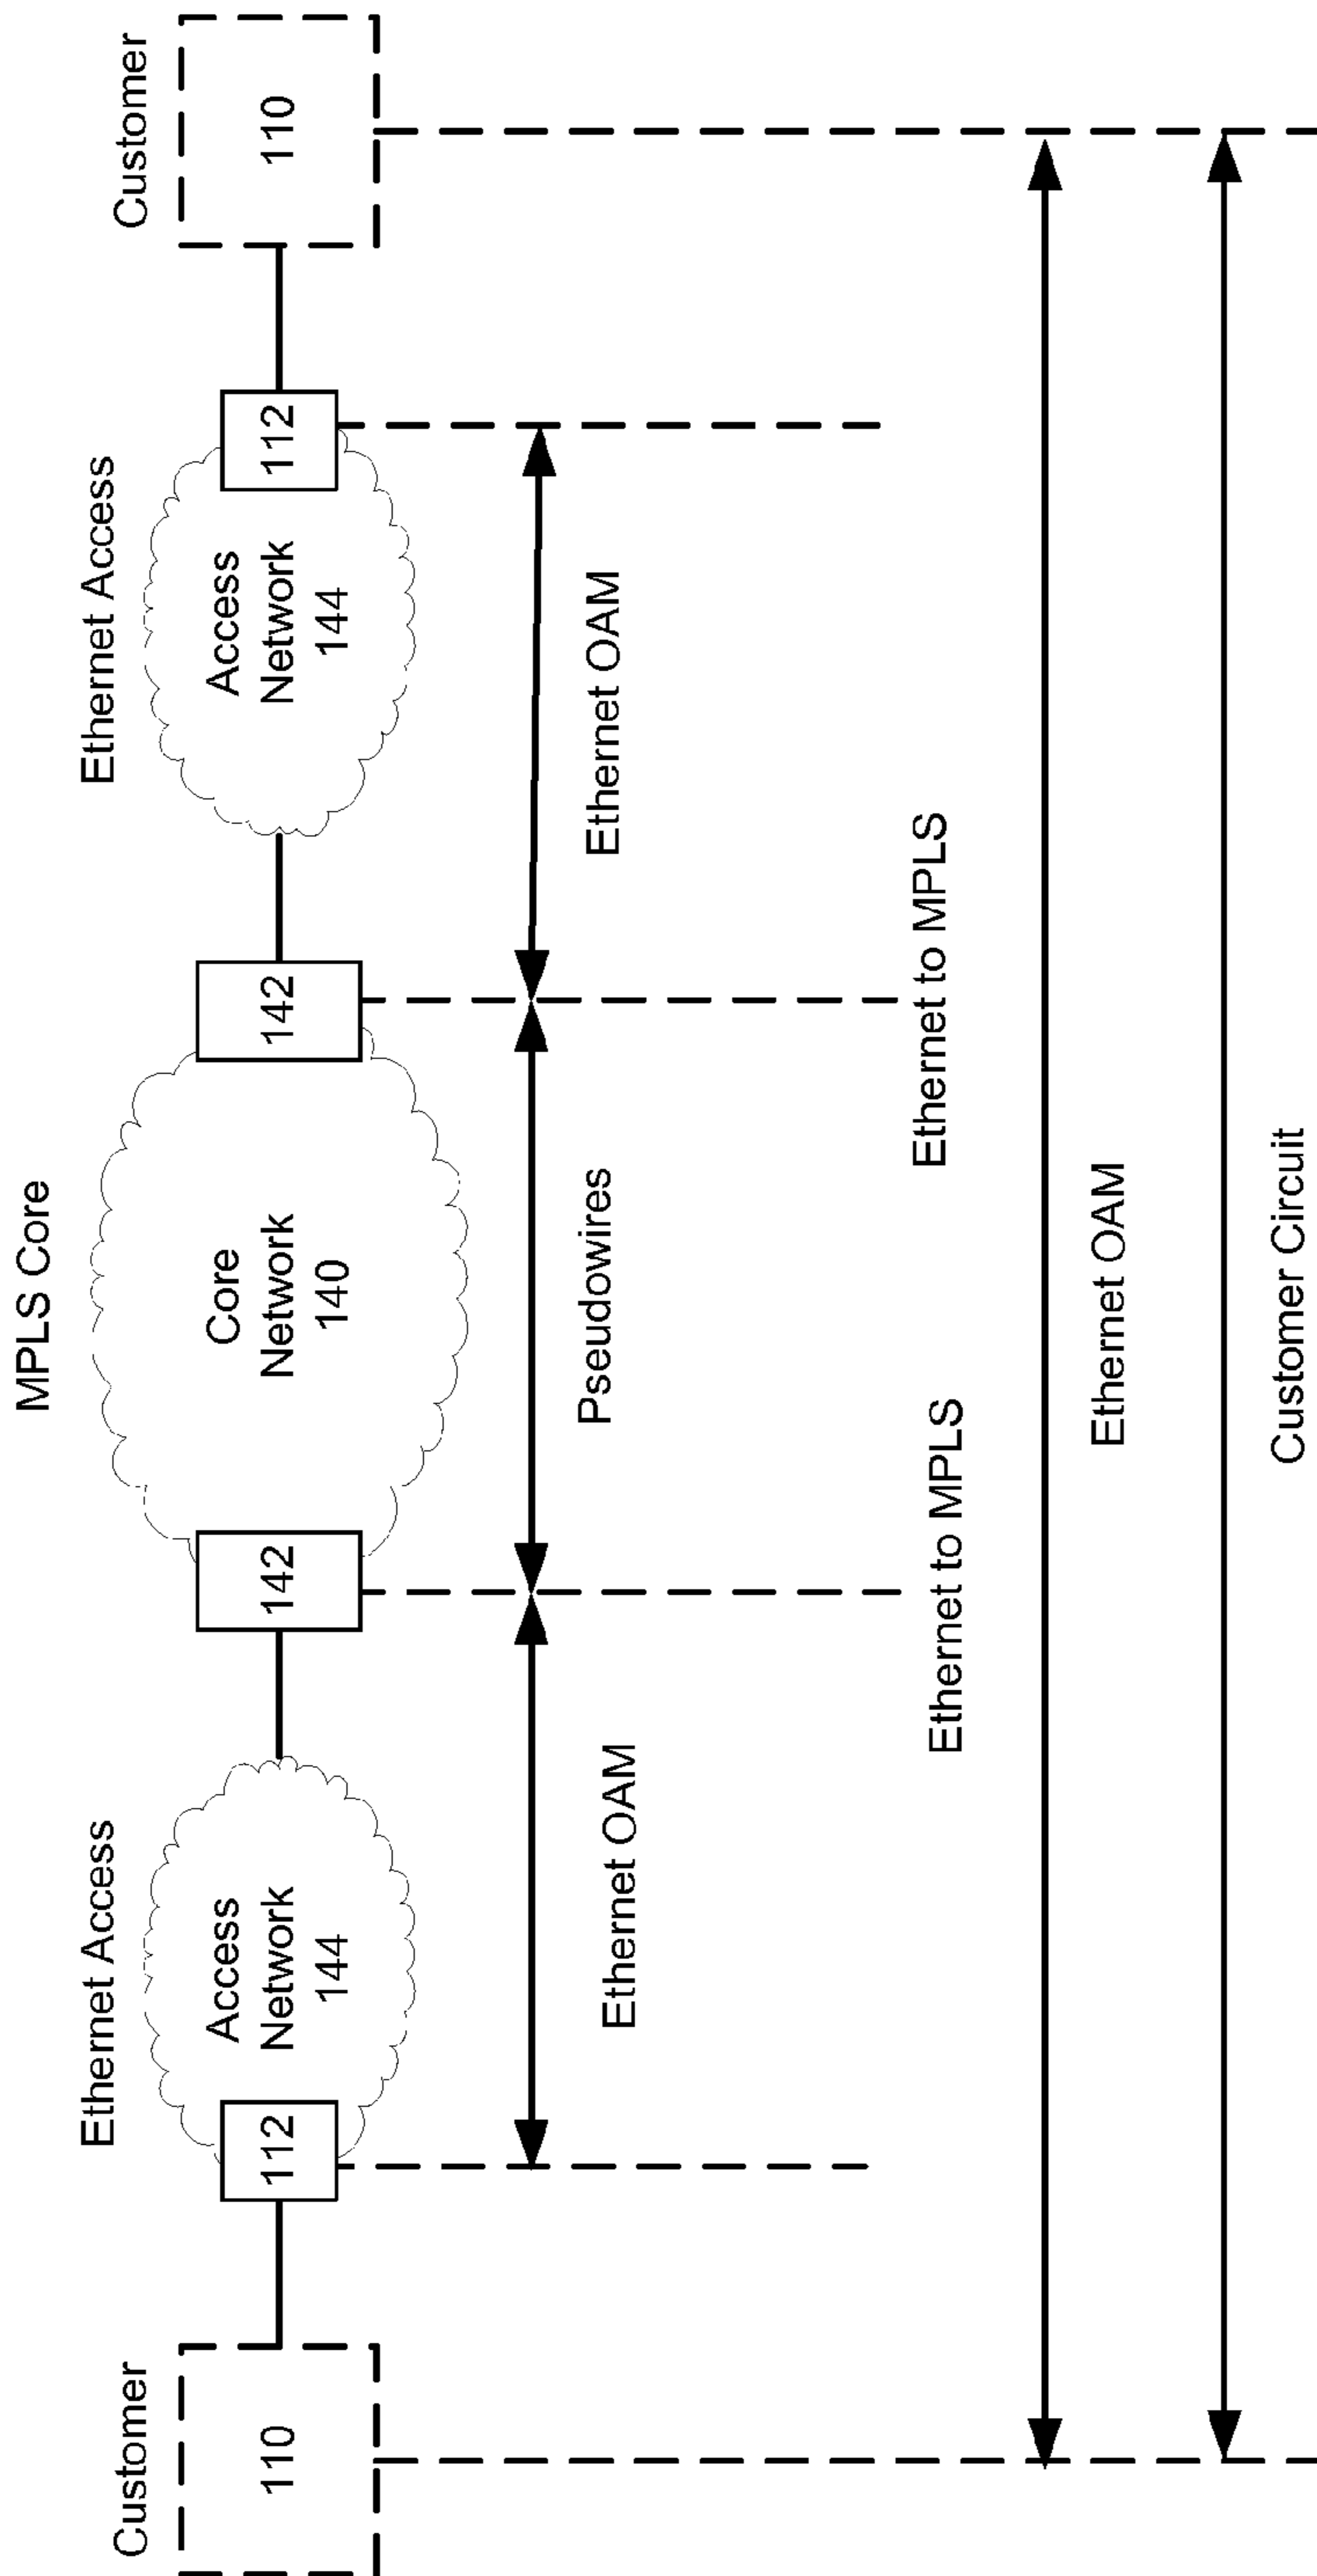 MPLS Core
Ethernet Access
Ethernet Access
Customer
Customer
110
112
Access
Network
144
142
Core
Network
140
142
Access
Network
144
112
110
Ethernet OAM
Pseudowires
Ethernet OAM
Ethernet to MPLS
Ethernet to MPLS
Ethernet OAM
Customer Circuit